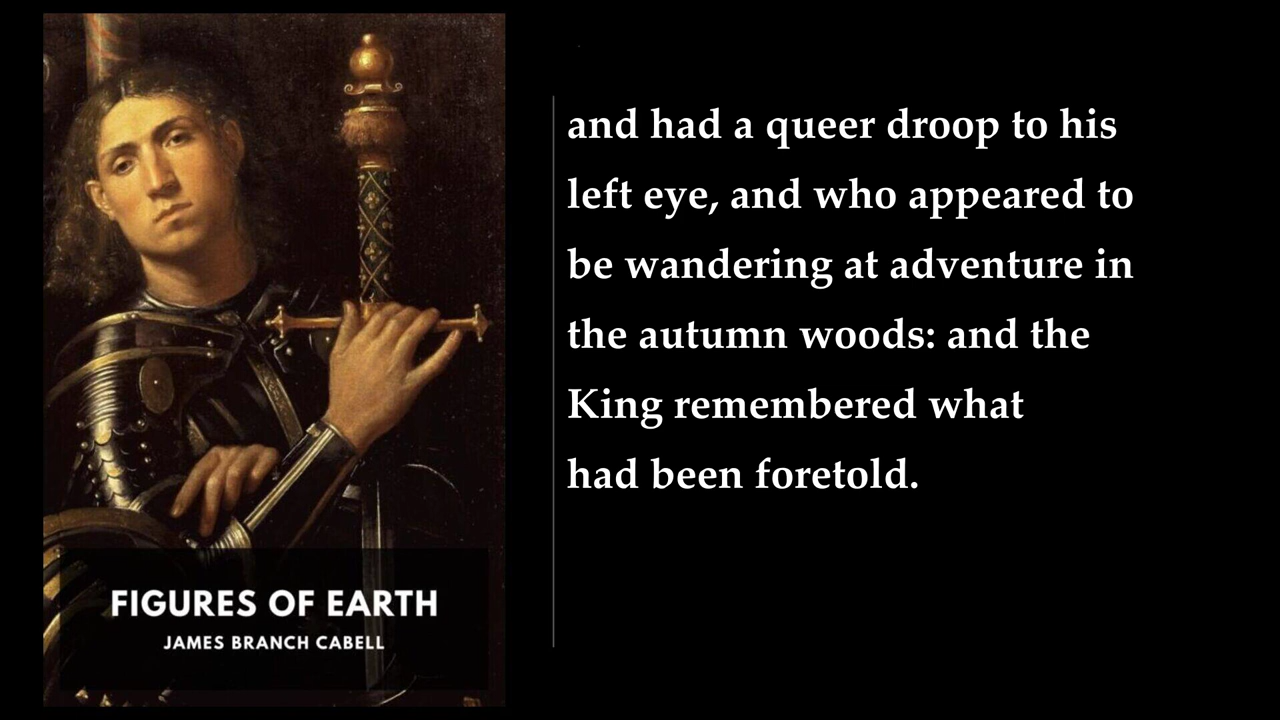 FIGURES OF EARTH
JAMES BRANCH CABELL
and had a queer droop to his
left eye, and who appeared to
be wandering at adventure in
the autumn woods: and the
King remembered what
had been foretold.